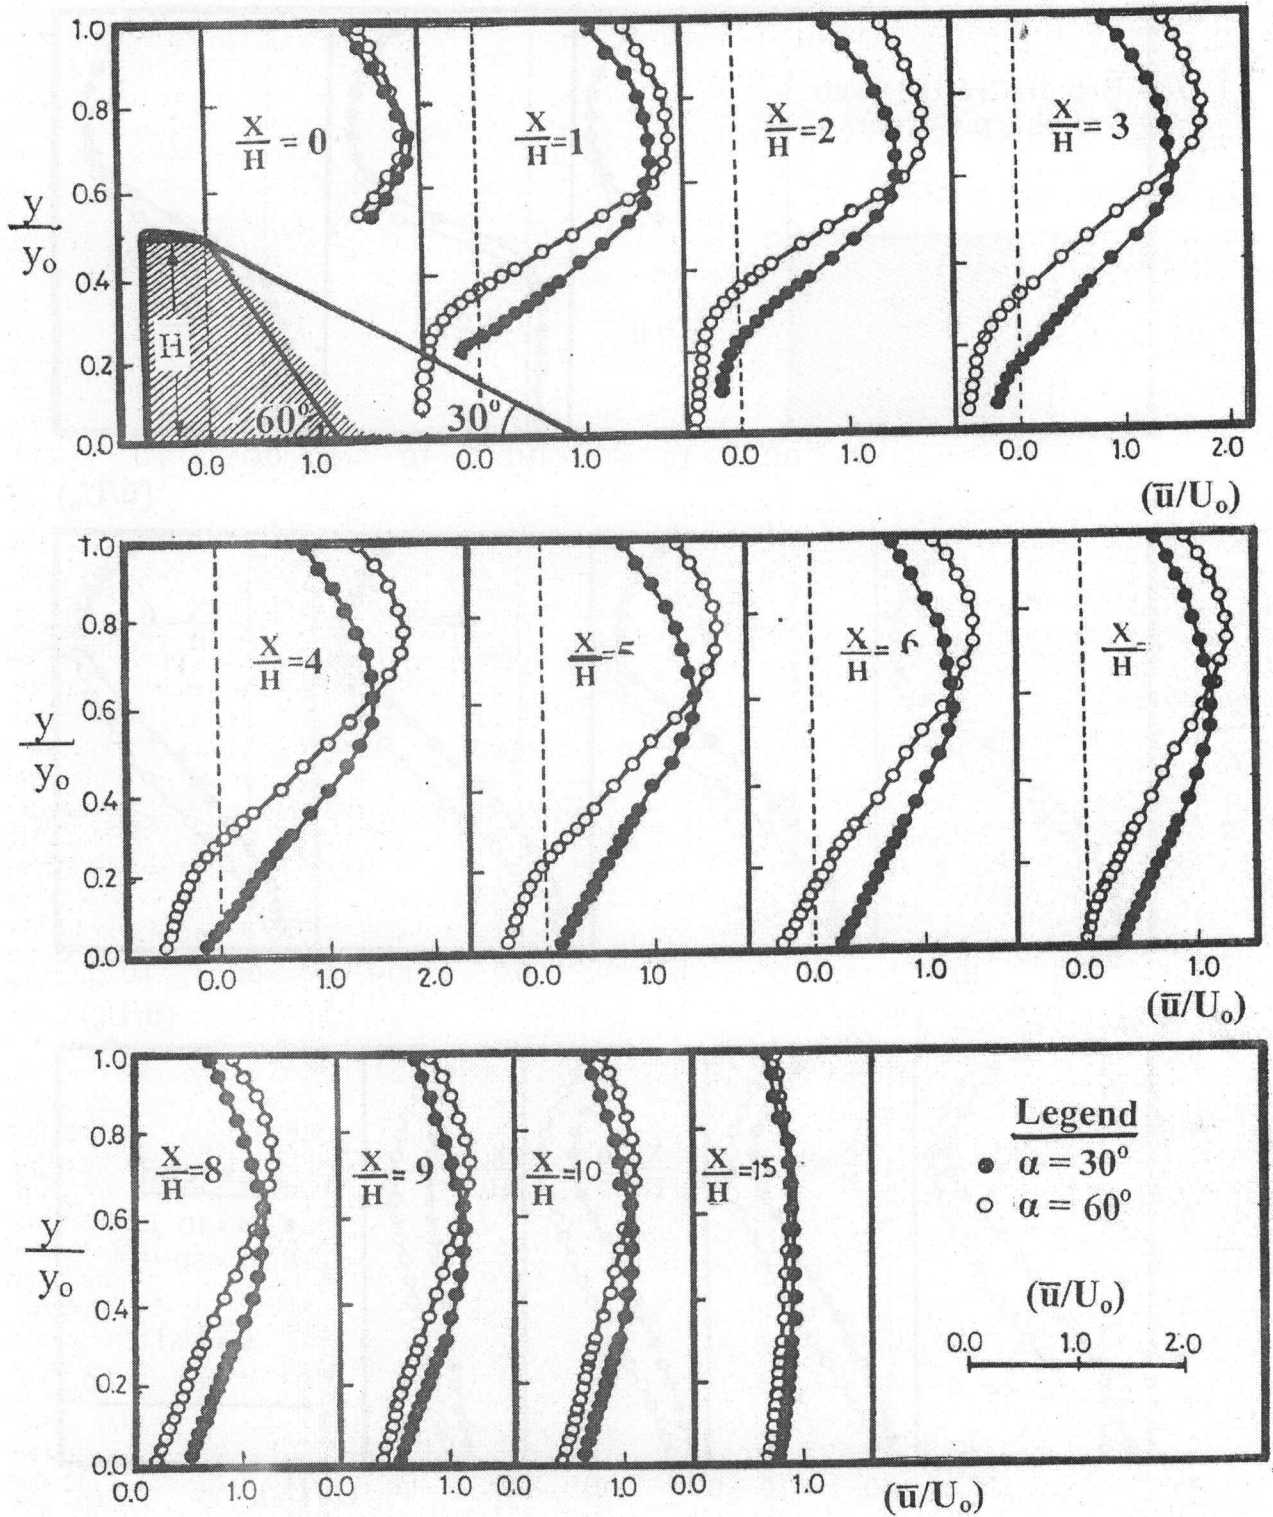 1.0
0.8
0.6
0.4
0.2
0.0
y
y₀
X/H = 0
X/H =1
X/H =2
X/H =3
H
60°
30°
0.0 1.0 0.0 1.0 0.0 1.0 0.0 1.0 2.0
(u̅/U₀)
1.0
0.8
0.6
0.4
0.2
0.0
y
y₀
X/H =4
X/H =
X/H =
X/H =
0.0 1.0 2.0 0.0 1.0 0.0 1.0 0.0 1.0
(u̅/U₀)
1.0
0.8
0.6
0.4
0.2
0.0
y
y₀
X/H =8
X/H = 9
X/H =10
X/H =15
Legend
● α = 30°
○ α = 60°
(u̅/U₀)
0.0 1.0 2.0
0.0 1.0 0.0 1.0 0.0 1.0 0.0 1.0
(u̅/U₀)